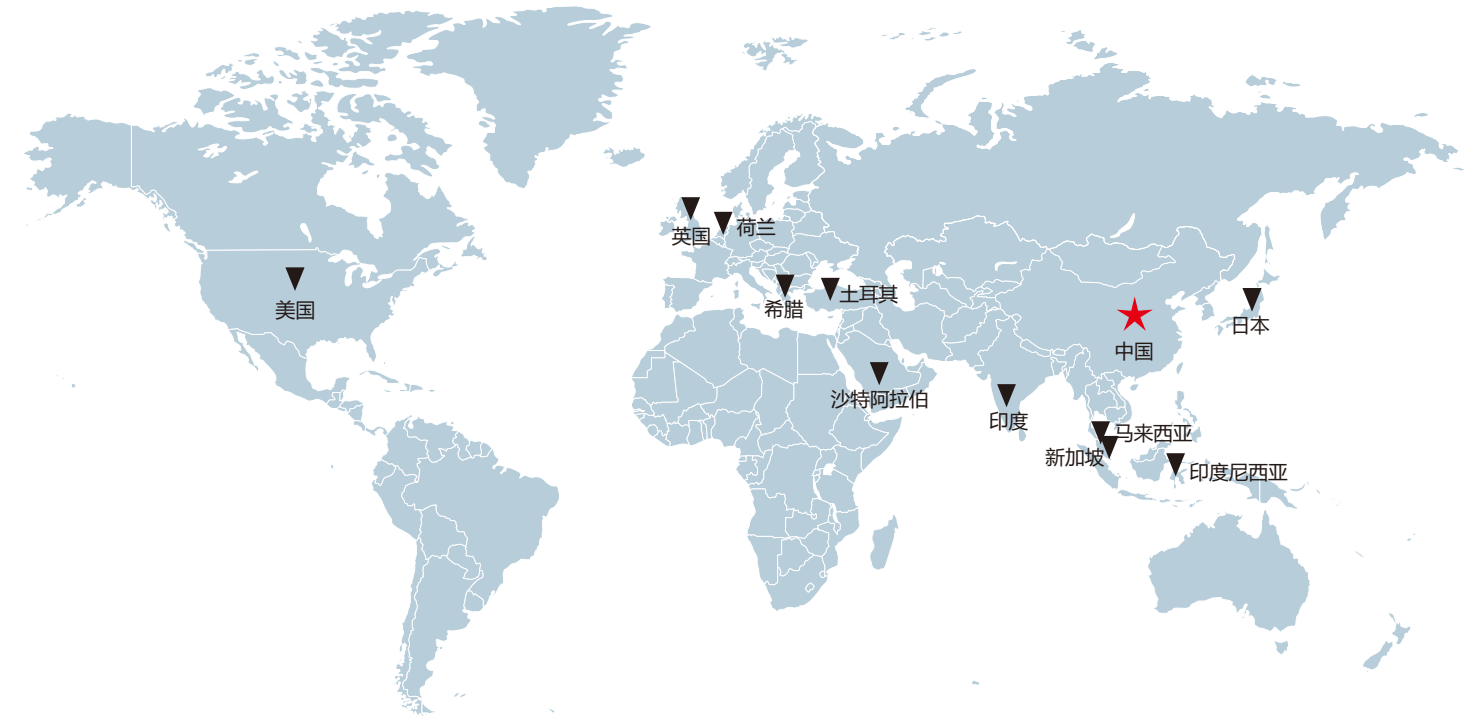 英国
荷兰
美国
希腊
土耳其
日本
中国
沙特阿拉伯
印度
马来西亚
新加坡
印度尼西亚